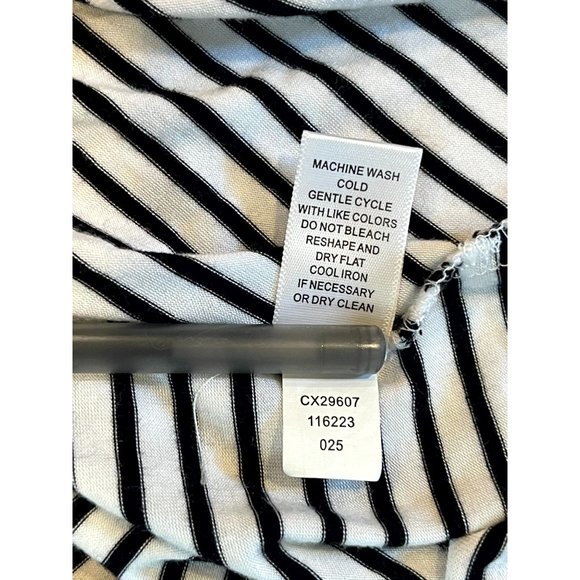 MACHINE WASH
COLD
GENTLE CYCLE
WITH LIKE COLORS
DO NOT BLEACH
RESHAPE AND
DRY FLAT
COOL IRON
IF NECESSARY
OR DRY CLEAN
CX29607
116223
025